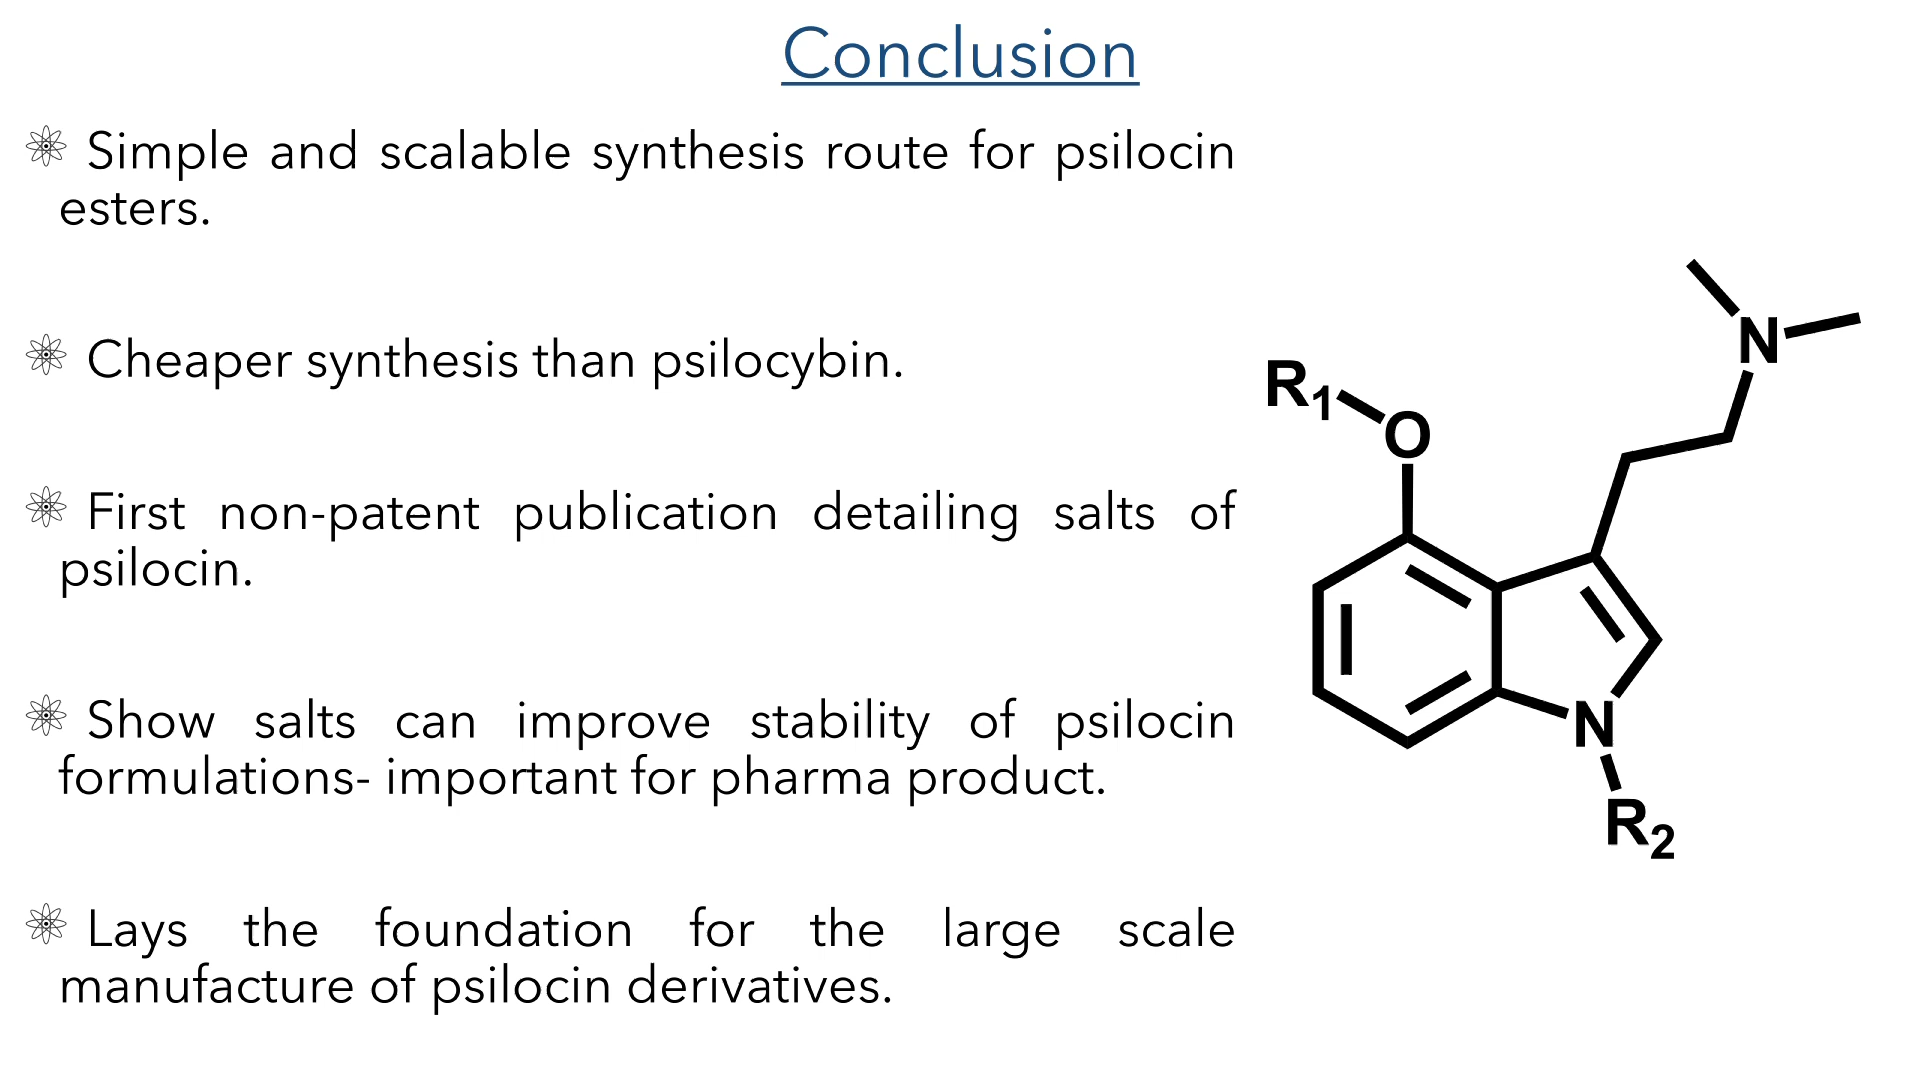 Conclusion
Simple and scalable synthesis route for psilocin
esters.
Cheaper synthesis than psilocybin.
First non-patent publication detailing salts of
psilocin.
Show salts can improve stability of psilocin
formulations- important for pharma product.
Lays the foundation for the large scale
manufacture of psilocin derivatives.
N
R1
O
N
R2